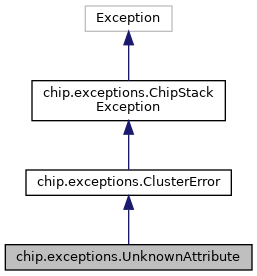 Exception
chip.exceptions.ChipStack
Exception
chip.exceptions.ClusterError
chip.exceptions.UnknownAttribute